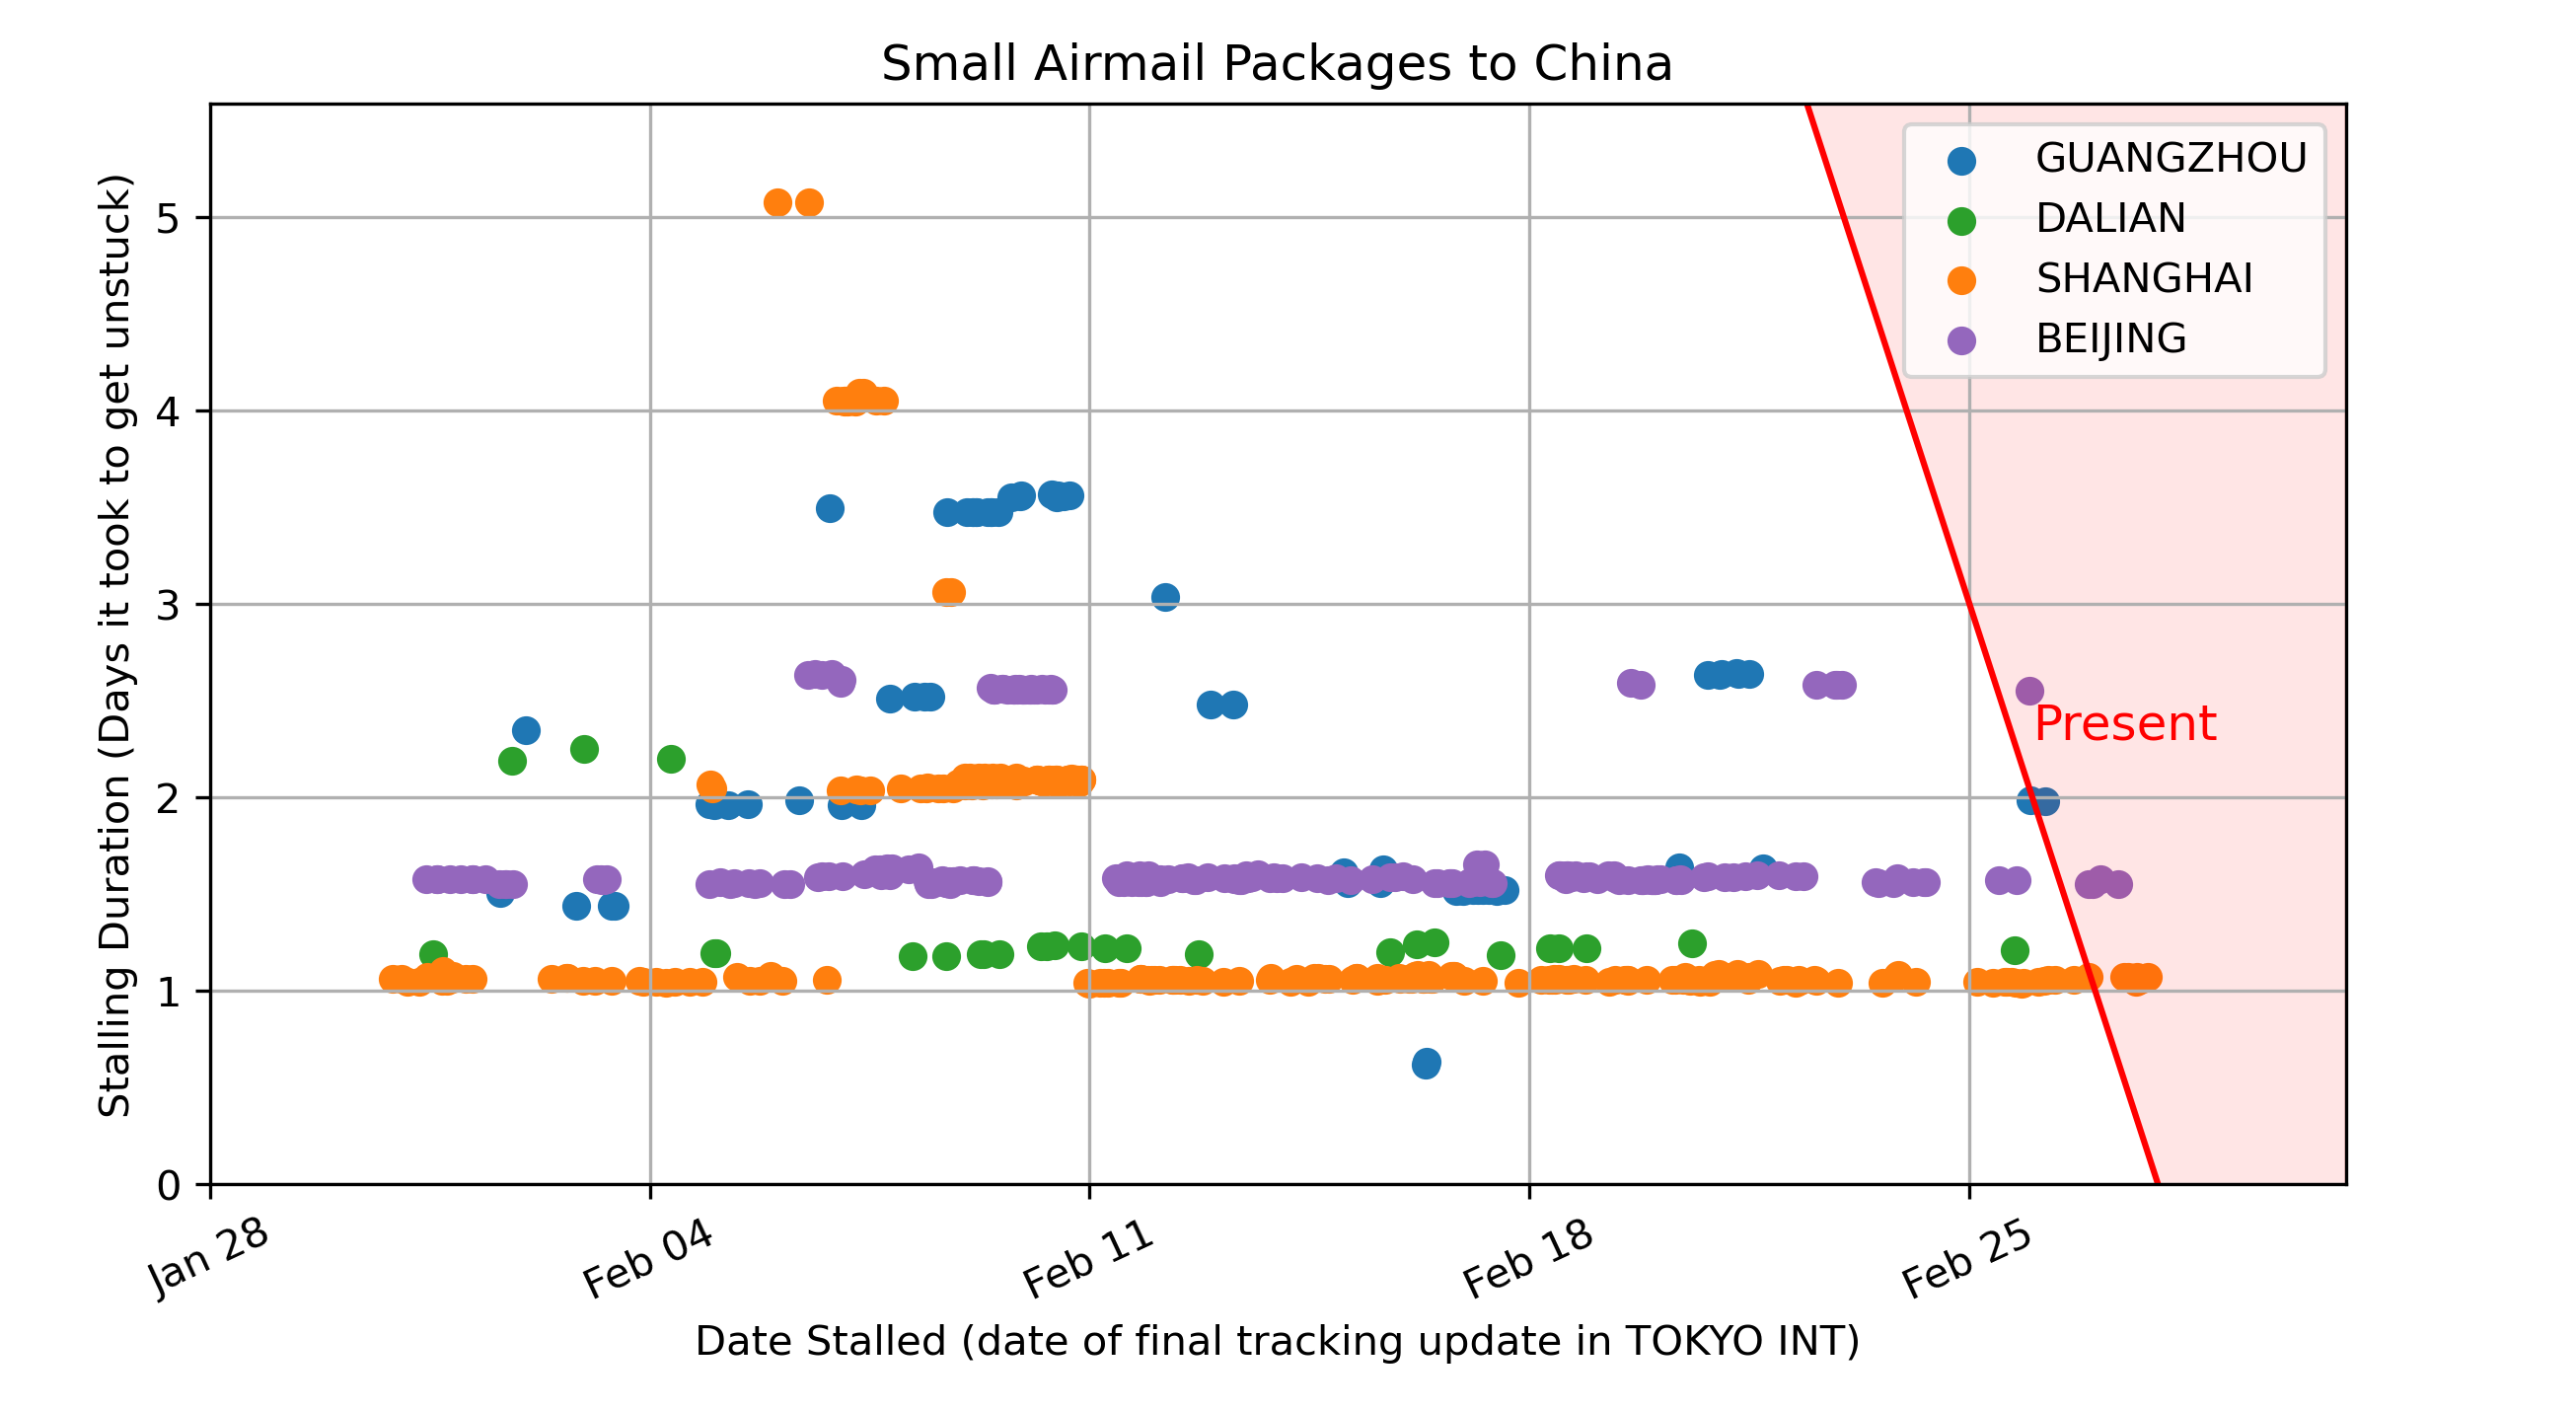 Small Airmail Packages to China
Stalling Duration (Days it took to get unstuck)
5
4
3
2
1
0
GUANGZHOU
DALIAN
SHANGHAI
BEIJING
Present
Jan 28
Feb 04
Feb 11
Feb 18
Feb 25
Date Stalled (date of final tracking update in TOKYO INT)